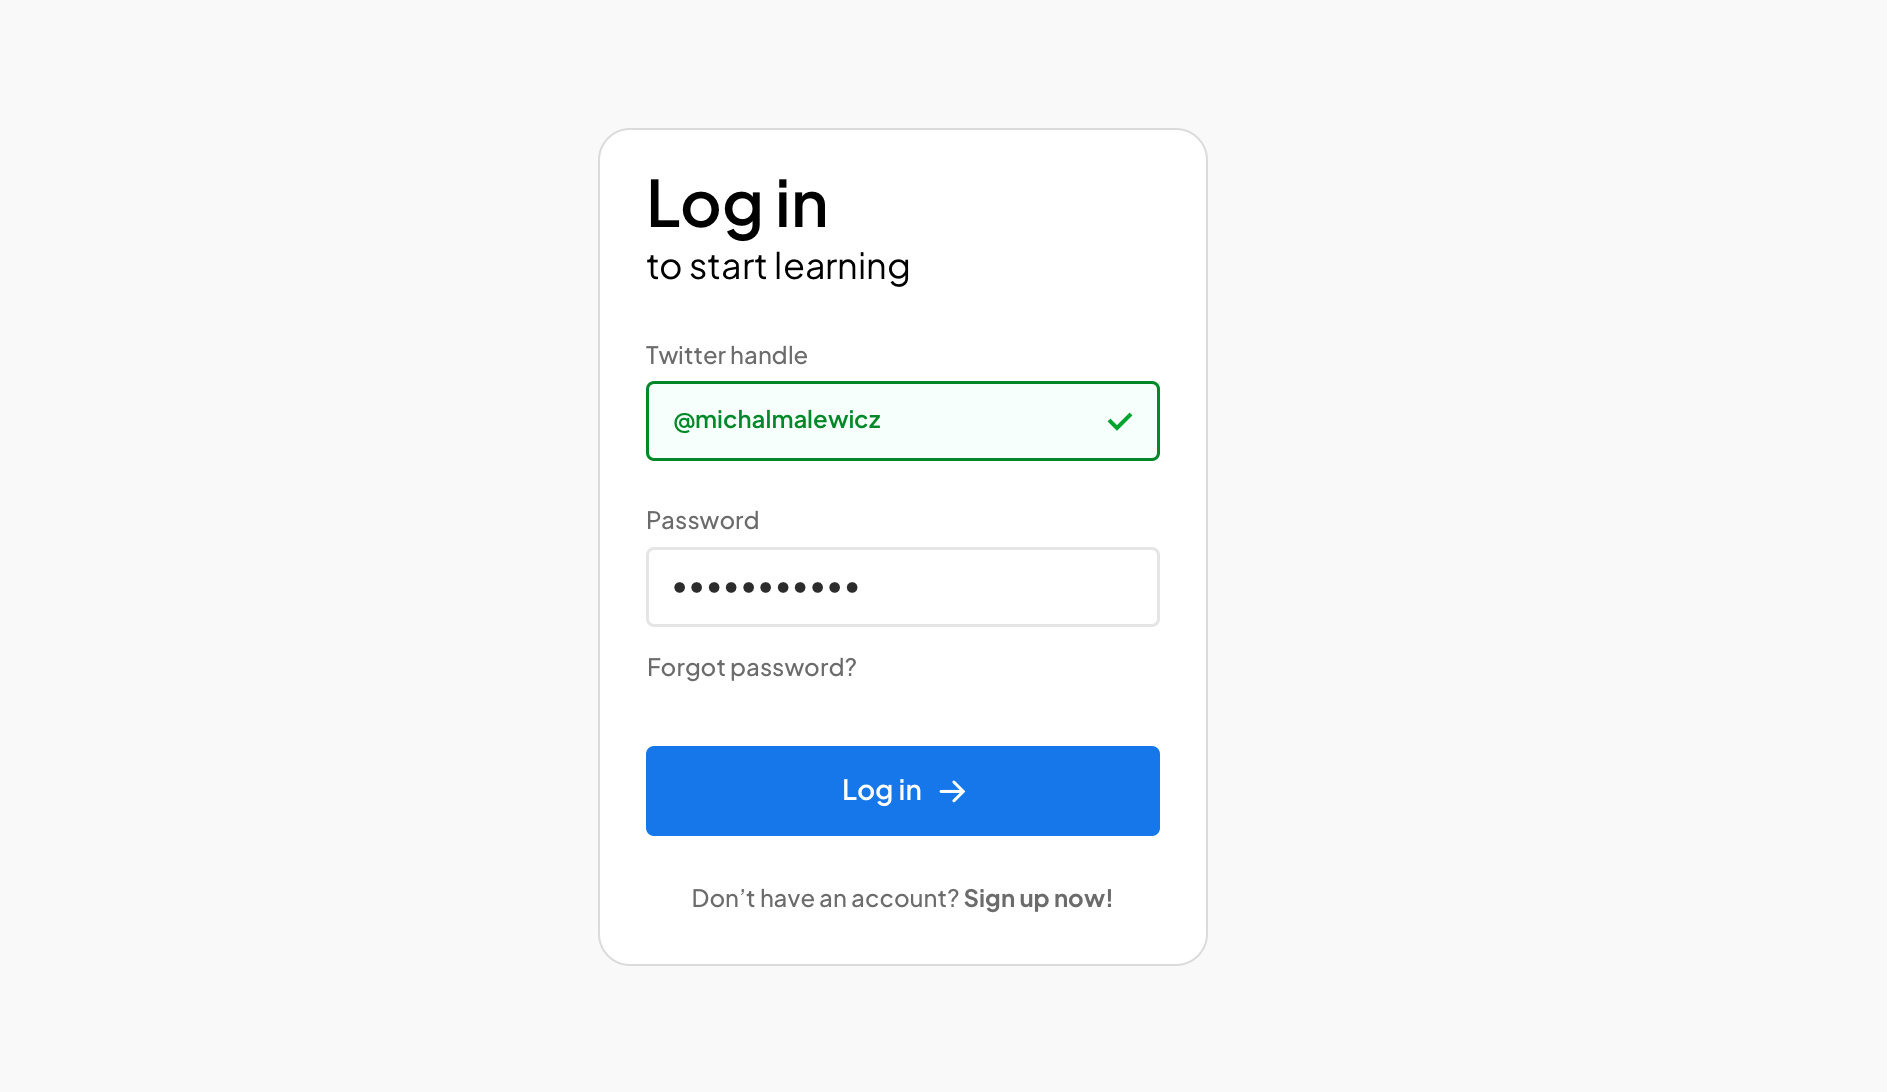 Log in
to start learning
Twitter handle
@michalmalewicz
Password
Forgot password?
Log in
Don’t have an account? Sign up now!